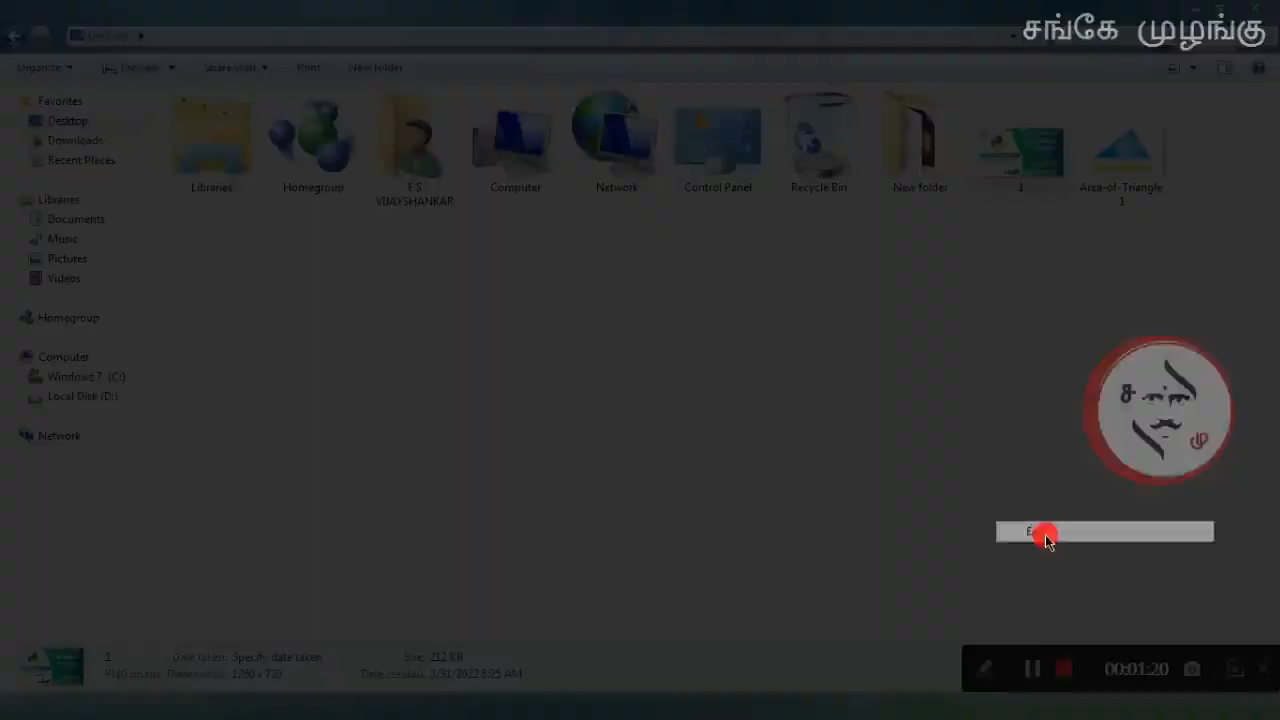 சங்கே முழங்கு
Desktop
Organize
Preview
Share with
Print
New folder
Favorites
Desktop
Downloads
Recent Places
Libraries
Documents
Music
Pictures
Videos
Homegroup
Computer
Windows 7 (C:)
Local Disk (D:)
Network
Libraries
Homegroup
E S VIJAYSHANKAR
Computer
Network
Control Panel
Recycle Bin
New folder
1
Area-of-Triangle
1
ச
மு
1
Date taken: Specify date taken
Size: 212 KB
PNG image
Dimensions: 1280 x 720
Date created: 3/31/2022 8:25 AM
00:01:20